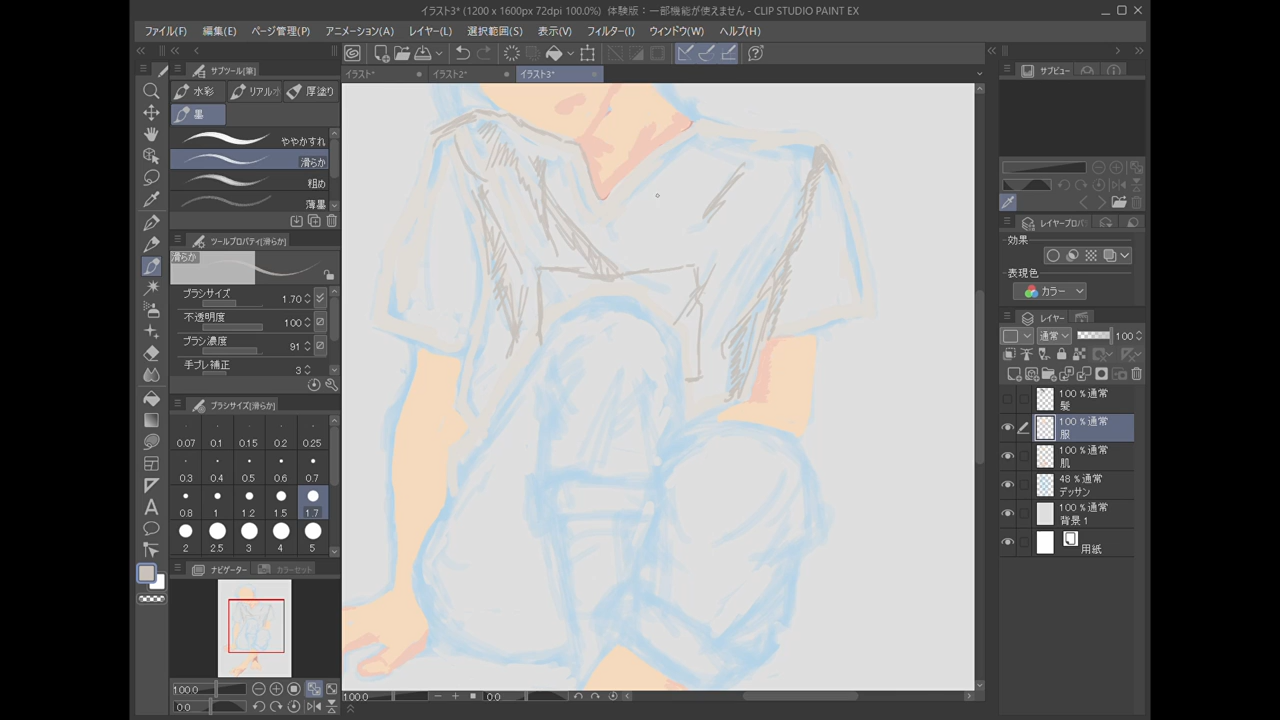 イラスト3* (1200 x 1600px 72dpi 100.0%)  体験版：一部機能が使えません - CLIP STUDIO PAINT EX
ファイル(F) 編集(E) ページ管理(P) アニメーション(A) レイヤー(L) 選択範囲(S) 表示(V) フィルター(I) ウィンドウ(W) ヘルプ(H)
イラスト* イラスト2* イラスト3*
サブツール[筆]
水彩 リアル水 厚塗り
墨
ややかすれ
滑らか
粗め
薄墨
ツールプロパティ[滑らか]
滑らか
ブラシサイズ 1.70
不透明度 100
ブラシ濃度 91
手ブレ補正 3
ブラシサイズ[滑らか]
0.07 0.1 0.15 0.2 0.25
0.3 0.4 0.5 0.6 0.7
0.8 1 1.2 1.5 1.7
2 2.5 3 4 5
ナビゲーター カラーセット
100.0
0.0
100.0 0.0
サブビュー
レイヤープロパ
効果
表現色
カラー
レイヤー
通常 100
100 % 通常
髪
100 % 通常
服
100 % 通常
肌
48 % 通常
デッサン
100 % 通常
背景 1
用紙